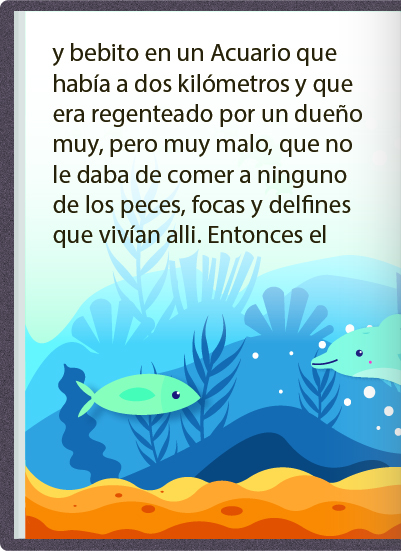 y bebito en un Acuario que
había a dos kilómetros y que
era regenteado por un dueño
muy, pero muy malo, que no
le daba de comer a ninguno
de los peces, focas y delfines
que vivían alli. Entonces el